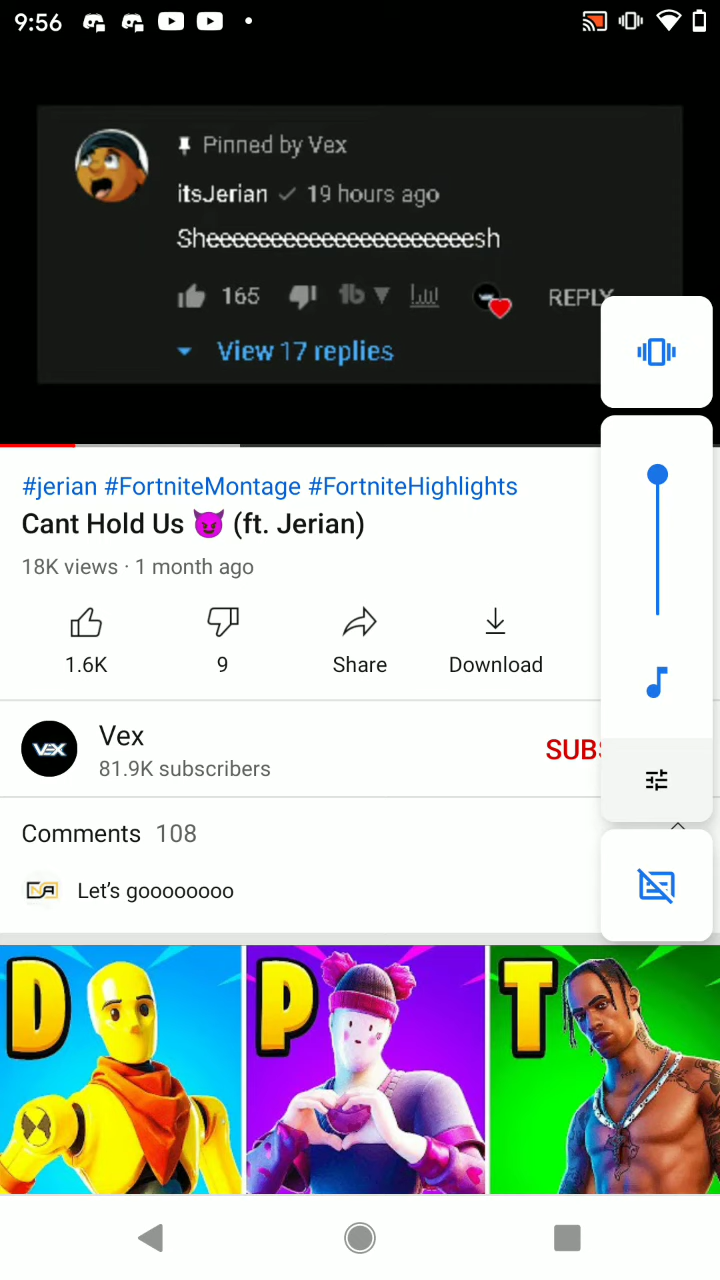 9:56
Pinned by Vex
itsJerian 19 hours ago
Sheeeeeeeeeeeeeeeeeeeeesh
165
REPLY
View 17 replies
#jerian #FortniteMontage #FortniteHighlights
Cant Hold Us 😈 (ft. Jerian)
18K views · 1 month ago
1.6K 9 Share Download
VEX
Vex
SUBS
81.9K subscribers
Comments 108
Let's goooooooo
D P T